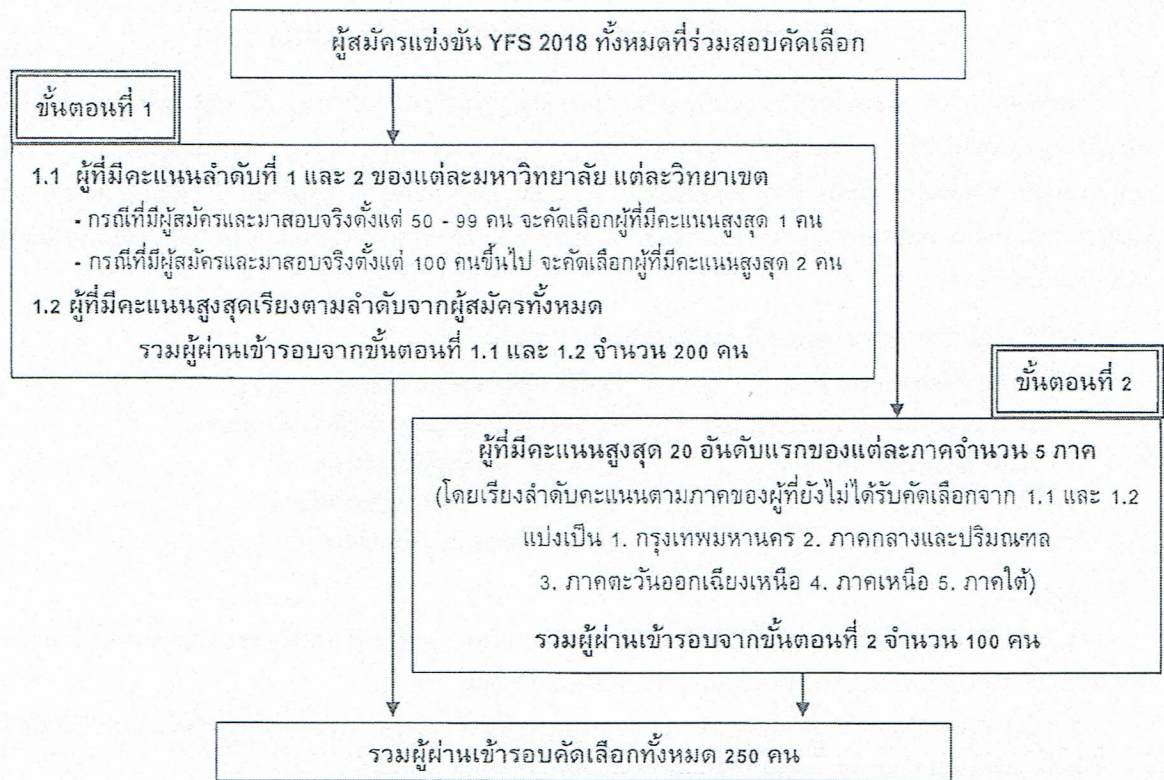 ผู้สมัครแข่งขัน YFS 2018 ทั้งหมดที่ร่วมสอบคัดเลือก
ขั้นตอนที่ 1
1.1 ผู้ที่มีคะแนนลำดับที่ 1 และ 2 ของแต่ละมหาวิทยาลัย แต่ละวิทยาเขต
- กรณีที่มีผู้สมัครและมาสอบจริงตั้งแต่ 50 - 99 คน จะคัดเลือกผู้ที่มีคะแนนสูงสุด 1 คน
- กรณีที่มีผู้สมัครและมาสอบจริงตั้งแต่ 100 คนขึ้นไป จะคัดเลือกผู้ที่มีคะแนนสูงสุด 2 คน
1.2 ผู้ที่มีคะแนนสูงสุดเรียงตามลำดับจากผู้สมัครทั้งหมด
รวมผู้ผ่านเข้ารอบจากขั้นตอนที่ 1.1 และ 1.2 จำนวน 200 คน
ขั้นตอนที่ 2
ผู้ที่มีคะแนนสูงสุด 20 อันดับแรกของแต่ละภาคจำนวน 5 ภาค
(โดยเรียงลำดับคะแนนตามภาคของผู้ที่ยังไม่ได้รับคัดเลือกจาก 1.1 และ 1.2
แบ่งเป็น 1. กรุงเทพมหานคร 2. ภาคกลางและปริมณฑล
3. ภาคตะวันออกเฉียงเหนือ 4. ภาคเหนือ 5. ภาคใต้)
รวมผู้ผ่านเข้ารอบจากขั้นตอนที่ 2 จำนวน 100 คน
รวมผู้ผ่านเข้ารอบคัดเลือกทั้งหมด 250 คน